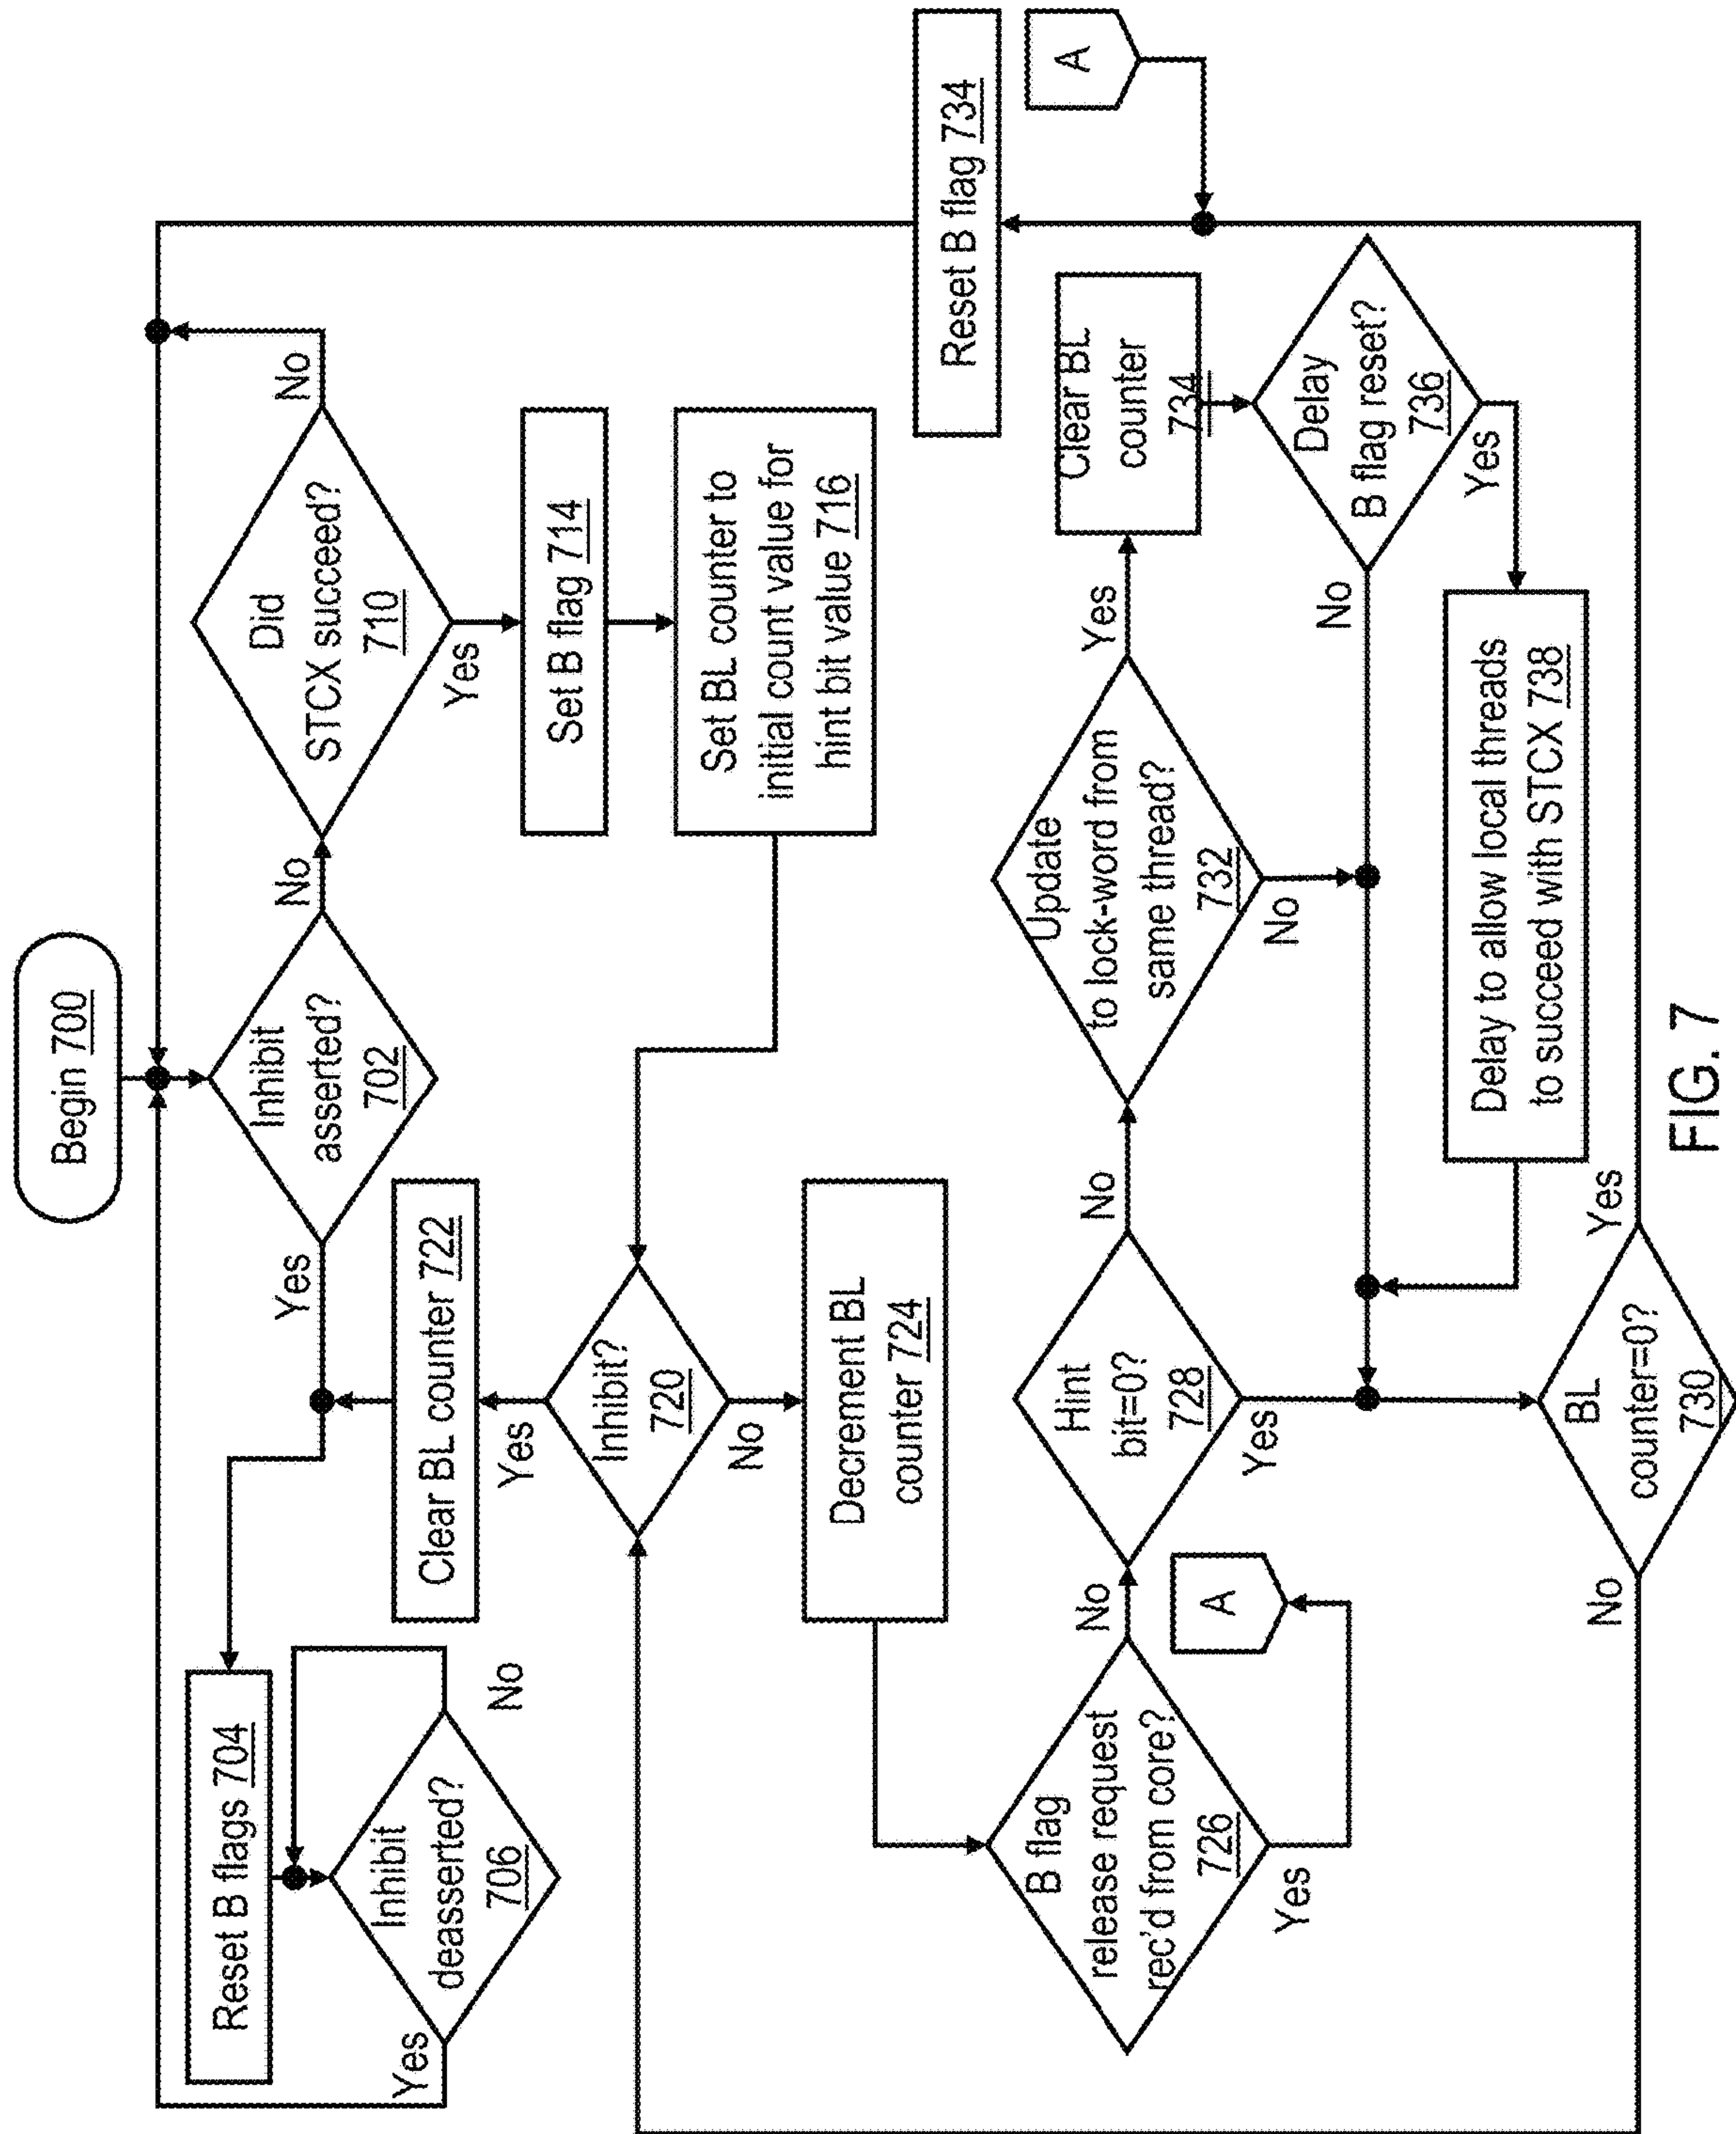 Begin 700
Inhibit
asserted?
702
Yes
No
Did
STCX succeed?
710
No
Yes
Reset B flags 704
Inhibit
deasserted?
706
No
Yes
Clear BL counter 722
Set B flag 714
Set BL counter to
initial count value for
hint bit value 716
Inhibit?
720
Yes
No
Decrement BL
counter 724
Reset B flag 734
A
B flag
release request
rec'd from core?
726
No
Yes
A
Hint
bit=0?
728
No
Yes
Update
to lock-word from
same thread?
732
Yes
No
Clear BL
counter
734
Delay
B flag reset?
736
No
Yes
Delay to allow local threads
to succeed with STCX 738
BL
counter=0?
730
No
Yes
FIG. 7